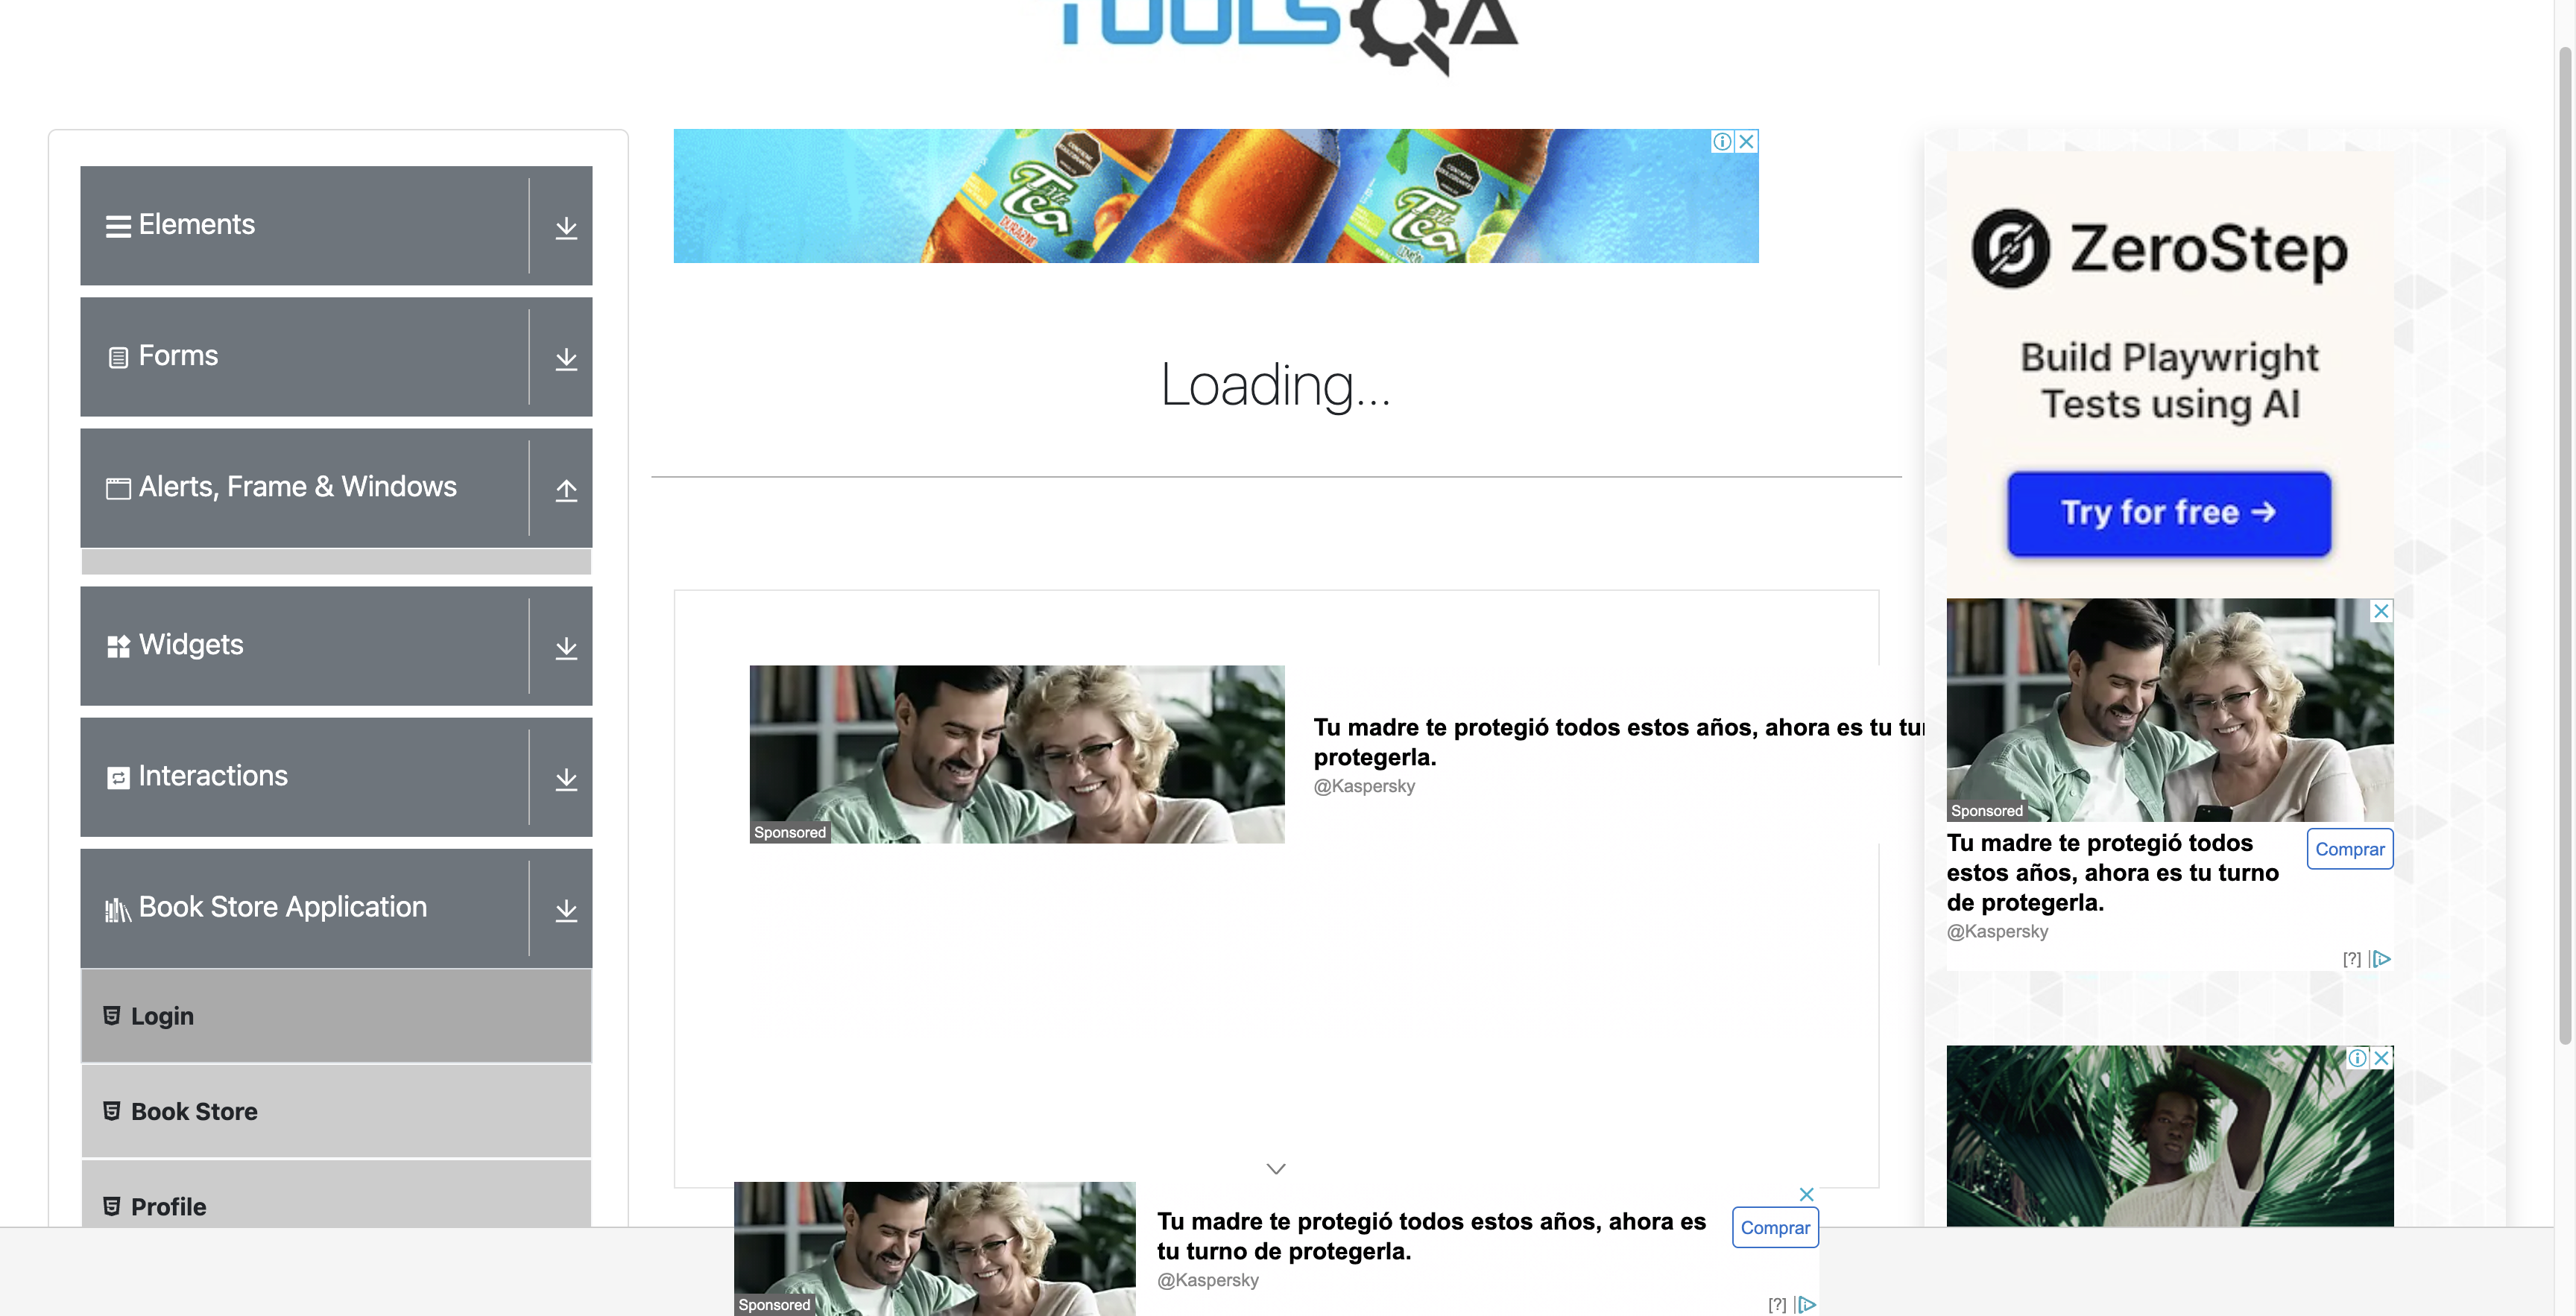 TOOLSQA
Elements
Forms
Alerts, Frame & Windows
Widgets
Interactions
Book Store Application
Login
Book Store
Profile
Tea
DURAZNO
Tea
Loading...
Sponsored
Tu madre te protegió todos estos años, ahora es tu
protegerla.
@Kaspersky
Sponsored
Tu madre te protegió todos estos años, ahora es
tu turno de protegerla.
@Kaspersky
Comprar
[?]
ZeroStep
Build Playwright
Tests using AI
Try for free →
Sponsored
Tu madre te protegió todos
estos años, ahora es tu turno
de protegerla.
@Kaspersky
Comprar
[?]